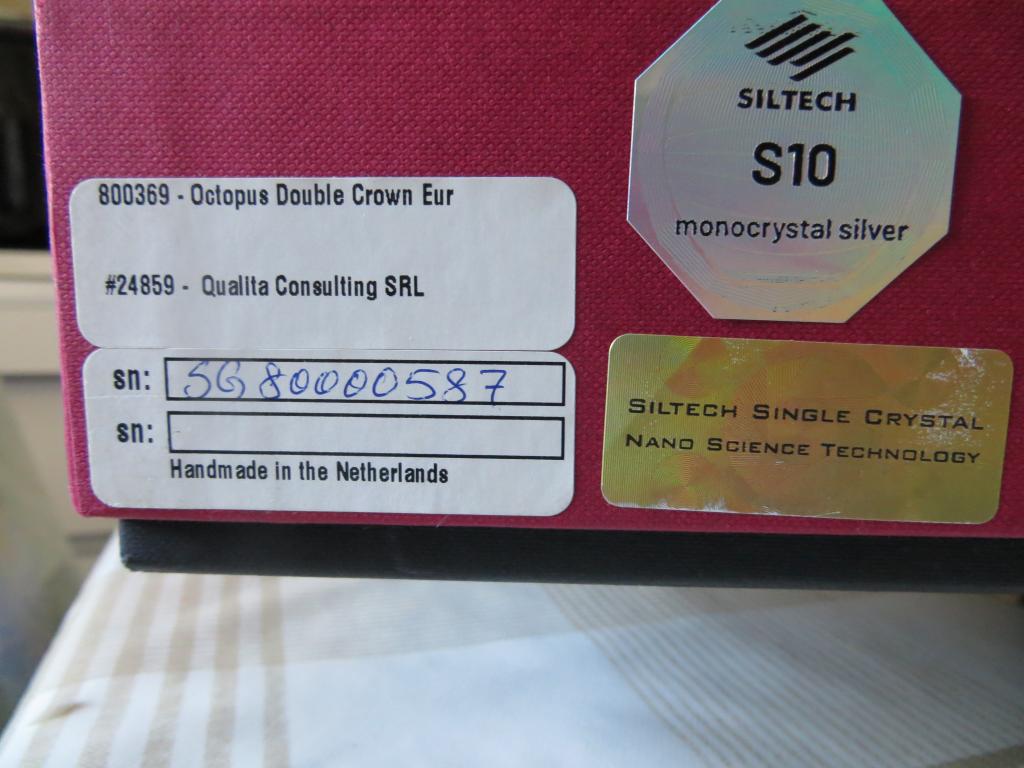 800369 - Octopus Double Crown Eur
#24859 - Qualita Consulting SRL
sn: SG80000587
sn:
Handmade in the Netherlands
SILTECH
S10
monocrystal silver
SILTECH SINGLE CRYSTAL
NANO SCIENCE TECHNOLOGY